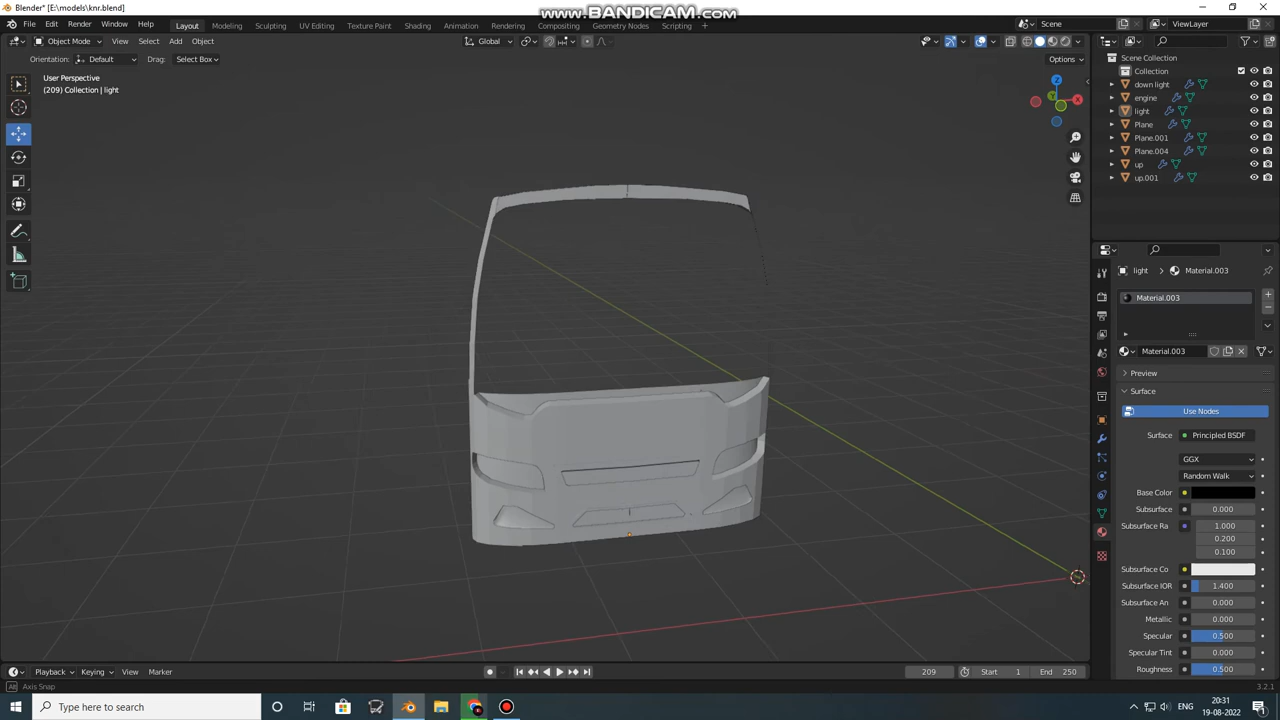 Blender* [E:\models\knr.blend]
www.BANDICAM.com
File Edit Render Window Help
Layout Modeling Sculpting UV Editing Texture Paint Shading Animation Rendering Compositing Geometry Nodes Scripting
Scene
ViewLayer
Object Mode View Select Add Object
Global
Orientation: Default Drag: Select Box
Options
User Perspective
(209) Collection | light
Z
X
Y
Scene Collection
Collection
down light
engine
light
Plane
Plane.001
Plane.004
up
up.001
light > Material.003
Material.003
Material.003
Preview
Surface
Use Nodes
Surface Principled BSDF
GGX
Random Walk
Base Color
Subsurface 0.000
Subsurface Ra 1.000
0.200
0.100
Subsurface Co
Subsurface IOR 1.400
Subsurface An 0.000
Metallic 0.000
Specular 0.500
Specular Tint 0.000
Roughness 0.500
Playback Keying View Marker
209 Start 1 End 250
Axis Snap
3.2.1
Type here to search
ENG
20:31
19-08-2022
1